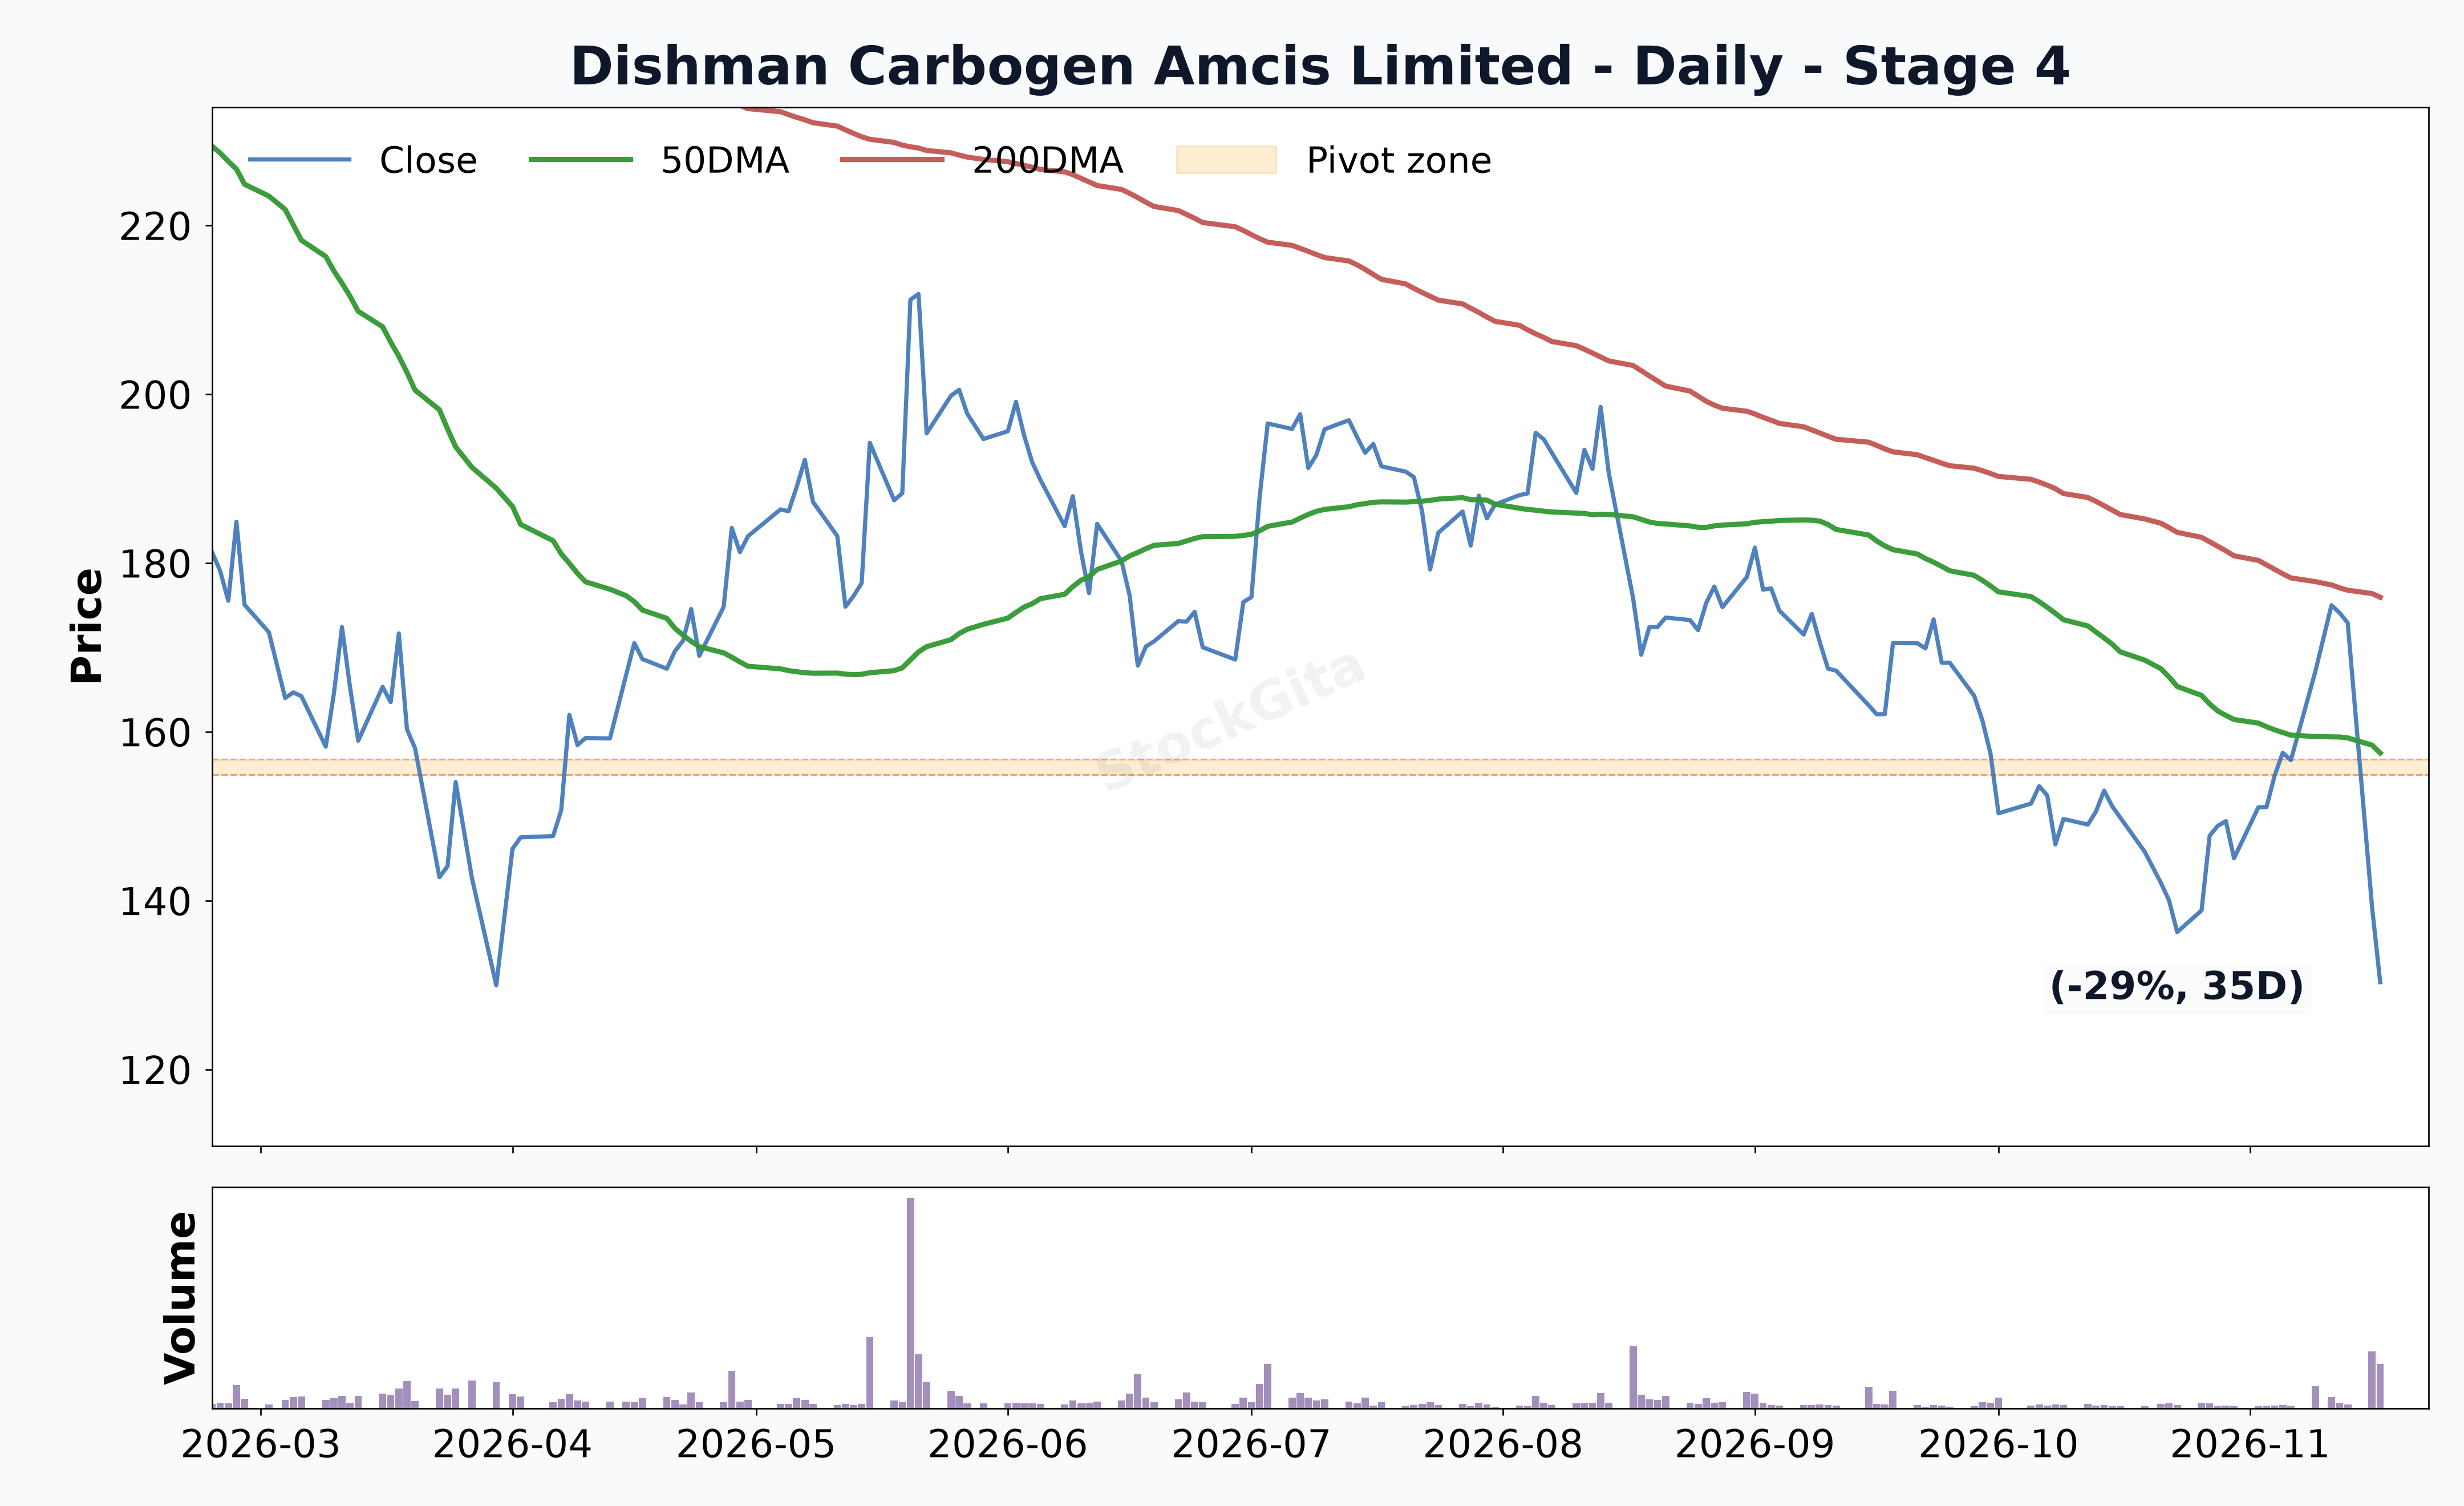 Dishman Carbogen Amcis Limited - Daily - Stage 4
Close 50DMA 200DMA Pivot zone
Price
220
200
180
160
140
120
StockGita
(-29%, 35D)
Volume
2026-03 2026-04 2026-05 2026-06 2026-07 2026-08 2026-09 2026-10 2026-11